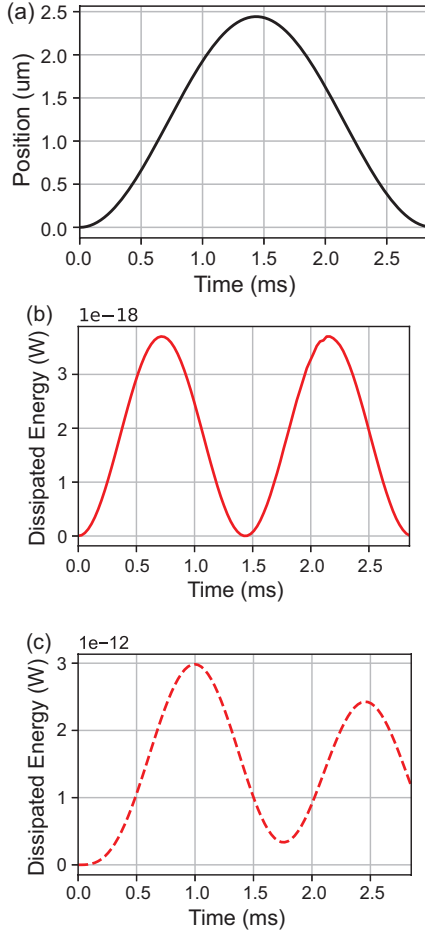 (a)
2.5
2.0
1.5
1.0
0.5
0.0
Position (um)
0.0 0.5 1.0 1.5 2.0 2.5
Time (ms)
(b)
1e−18
3
2
1
0
Dissipated Energy (W)
0.0 0.5 1.0 1.5 2.0 2.5
Time (ms)
(c)
1e−12
3
2
1
0
Dissipated Energy (W)
0.0 0.5 1.0 1.5 2.0 2.5
Time (ms)